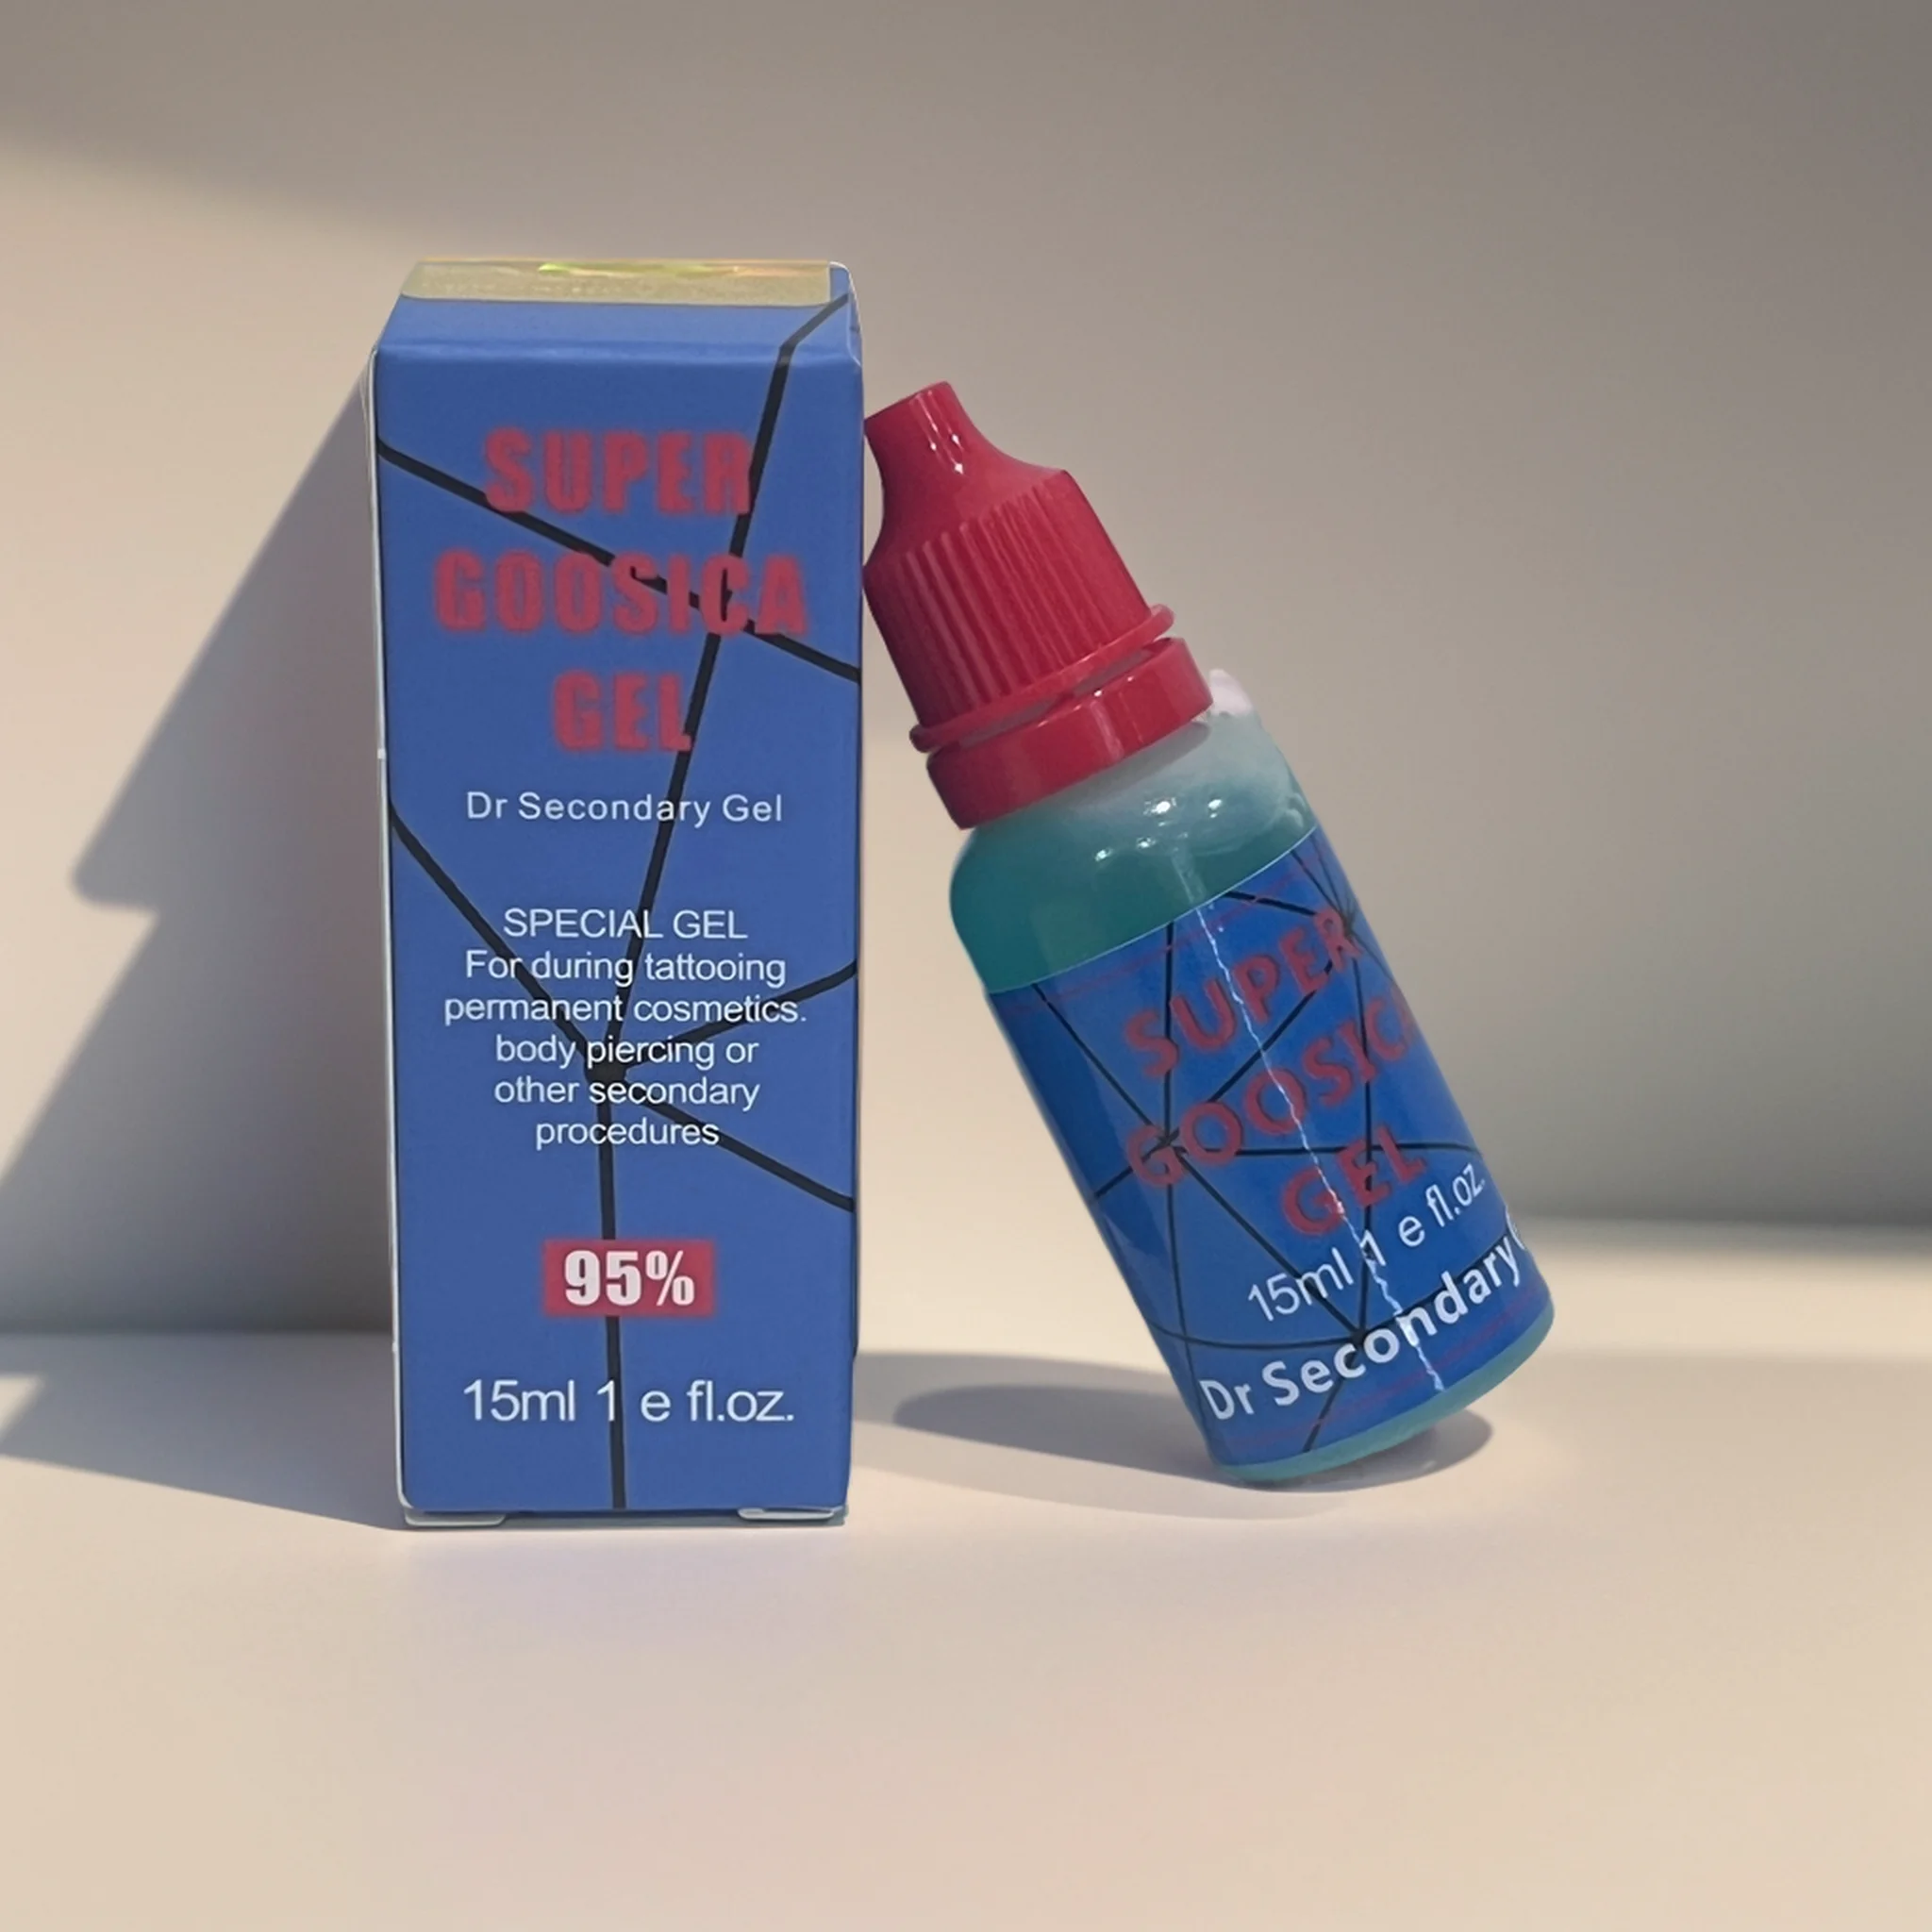 SUPER
GOOSICA
GEL
Dr Secondary Gel
SPECIAL GEL
For during tattooing
permanent cosmetics.
body piercing or
other secondary
procedures
95%
15ml 1 e fl.oz.
SUPER
GOOSICA
GEL
15ml 1 e fl.oz.
Dr Secondary